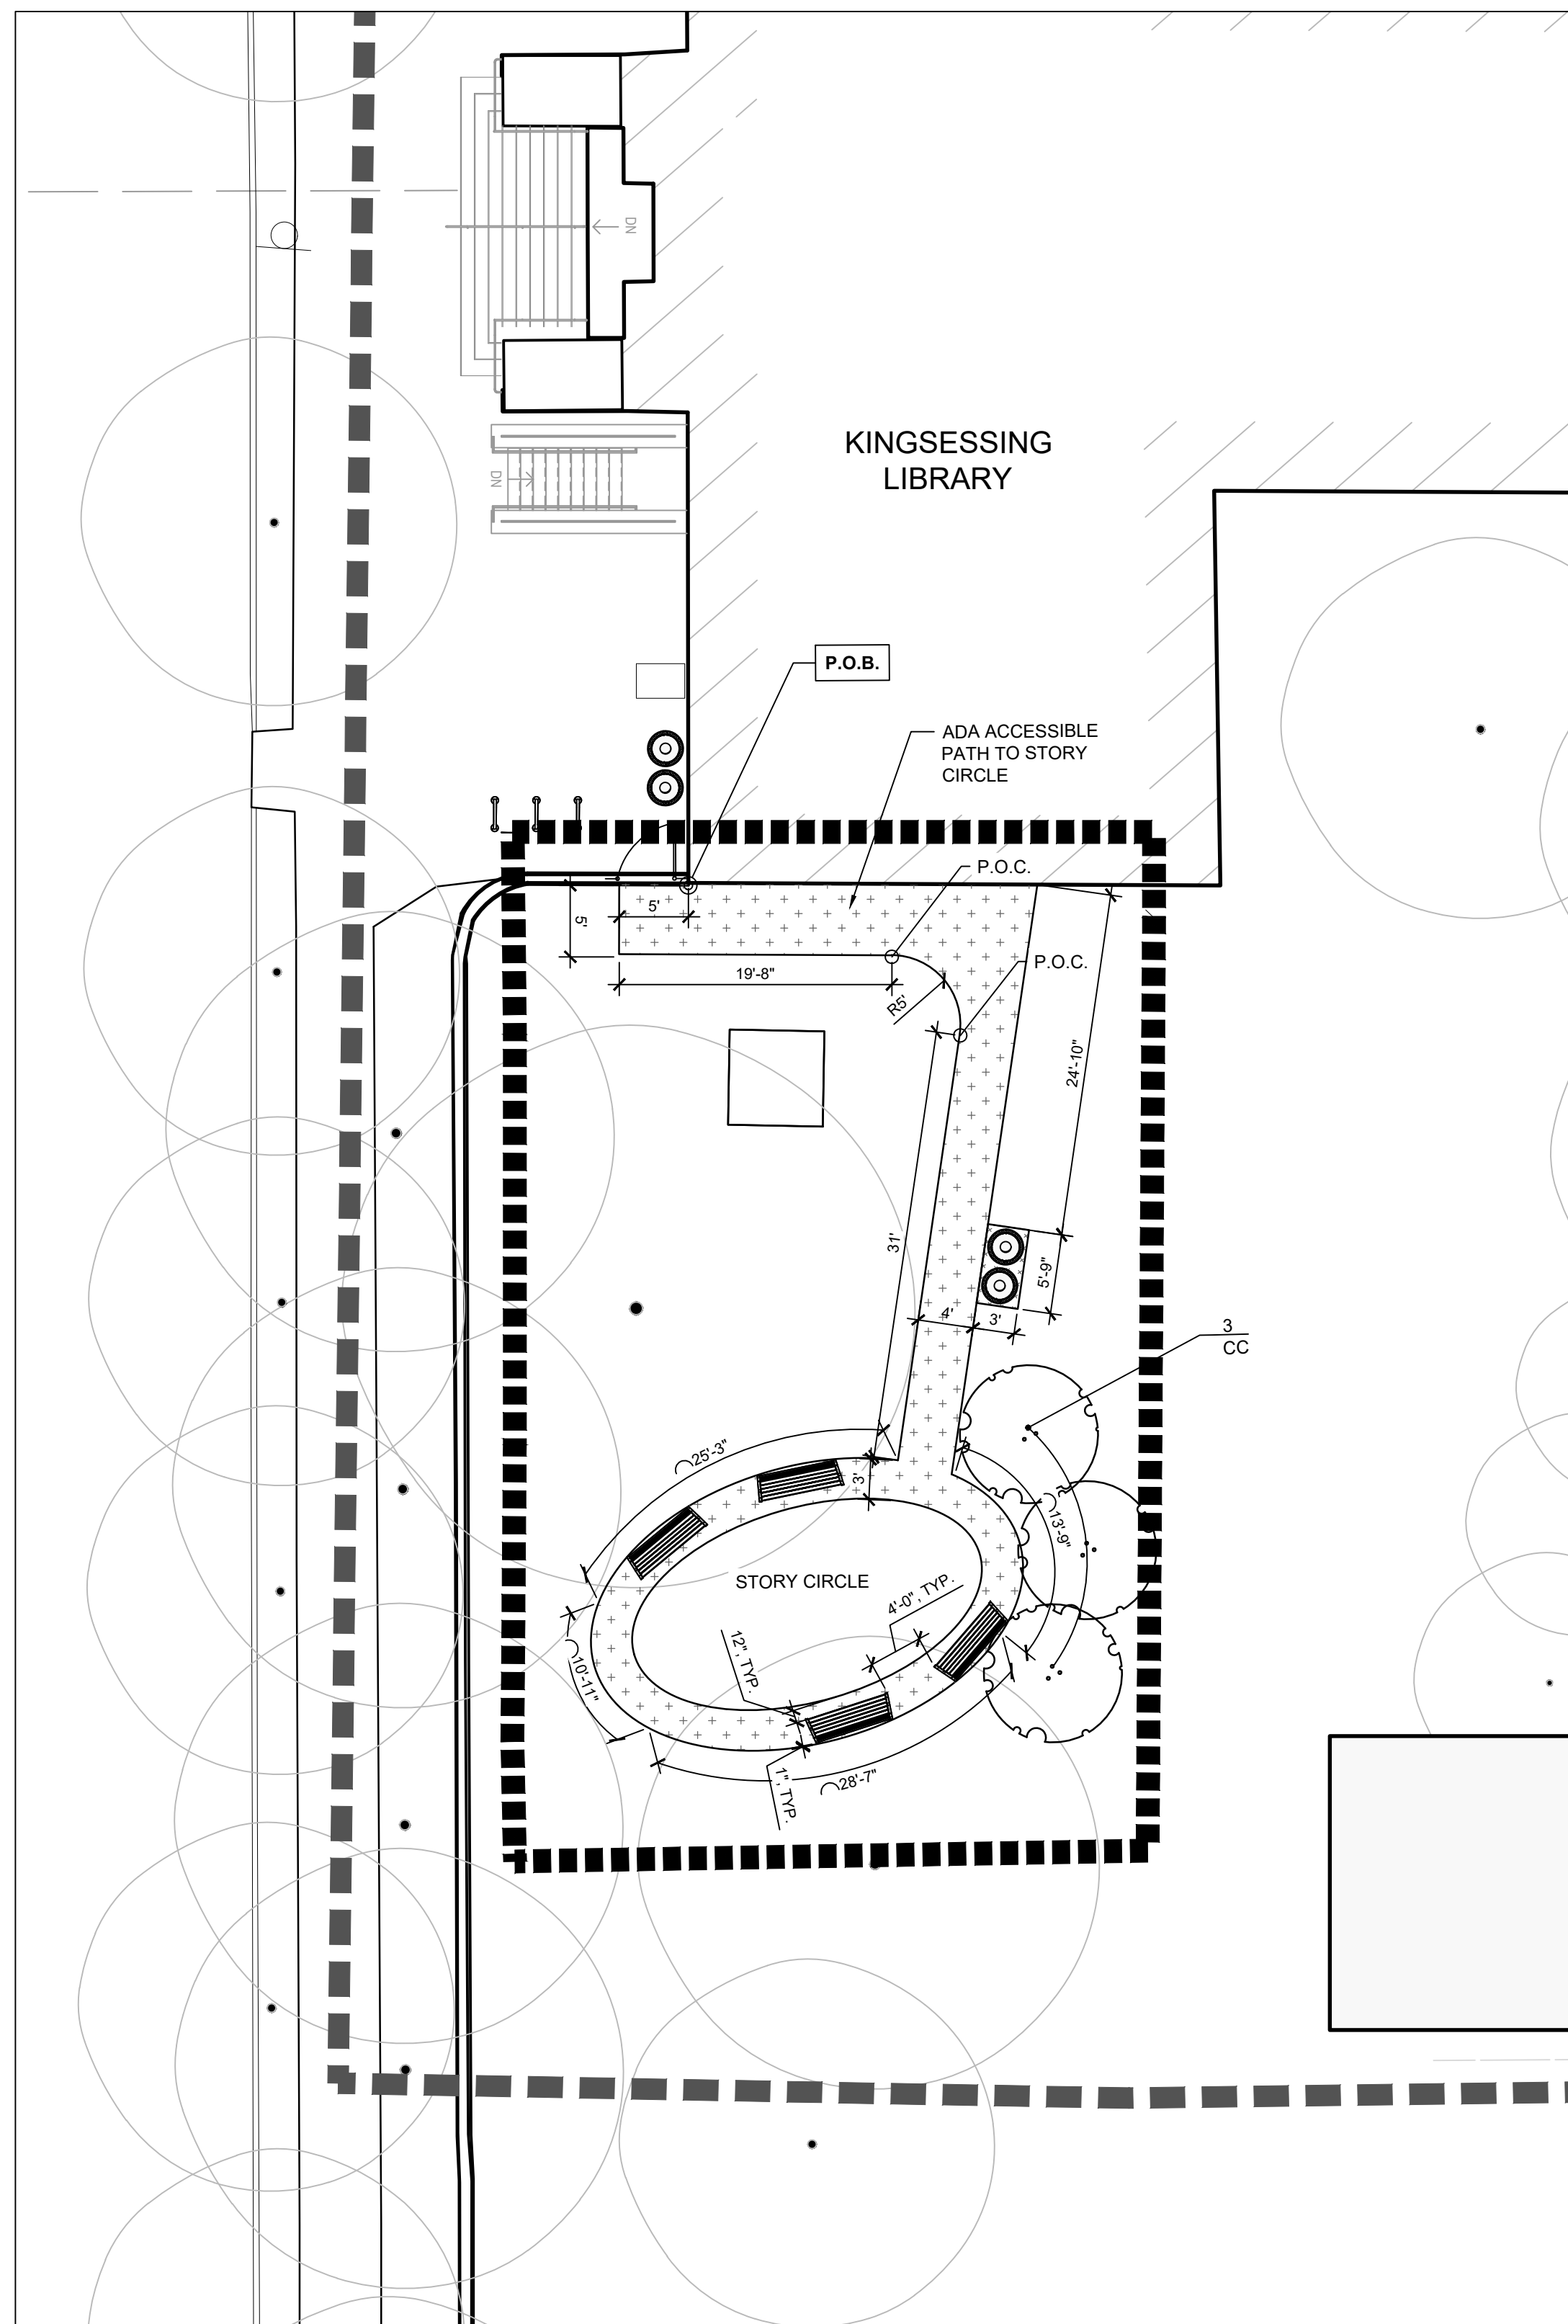 DN
KINGSESSING
LIBRARY
DN
P.O.B.
ADA ACCESSIBLE
PATH TO STORY
CIRCLE
P.O.C.
5'
5'
P.O.C.
19'-8"
R5'
24'-10"
31'
5'-9"
4'
3'
3
CC
25'-3"
3'
13'-9"
STORY CIRCLE
4'-0", TYP.
12", TYP.
10'-11"
1", TYP.
28'-7"